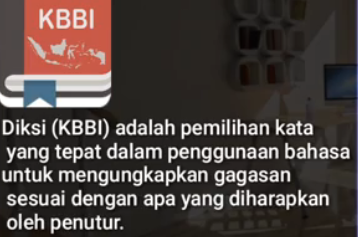 KBBI
Diksi (KBBI) adalah pemilihan kata
yang tepat dalam penggunaan bahasa
untuk mengungkapkan gagasan
sesuai dengan apa yang diharapkan
oleh penutur.